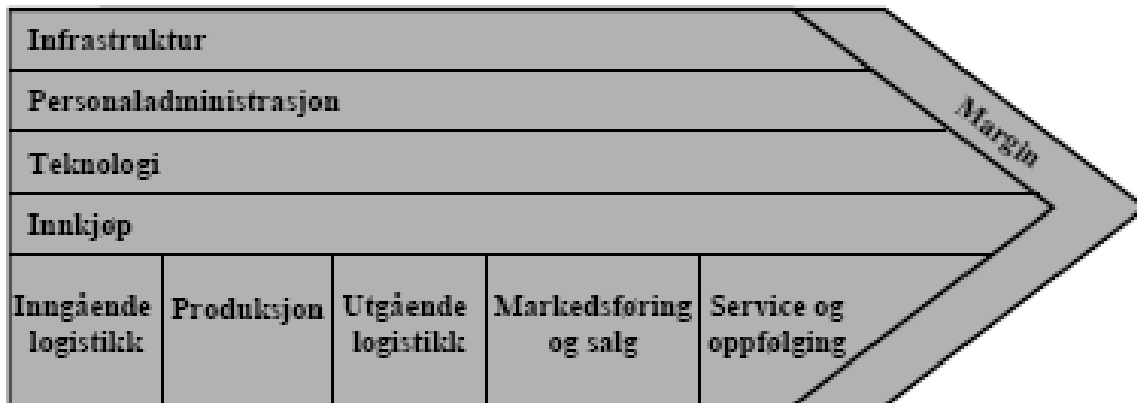 Infrastruktur
Personaladministrasjon
Margin
Teknologi
Innkjøp
Inngående
logistikk
Produksjon
Utgående
logistikk
Markedsføring
og salg
Service og
oppfølging